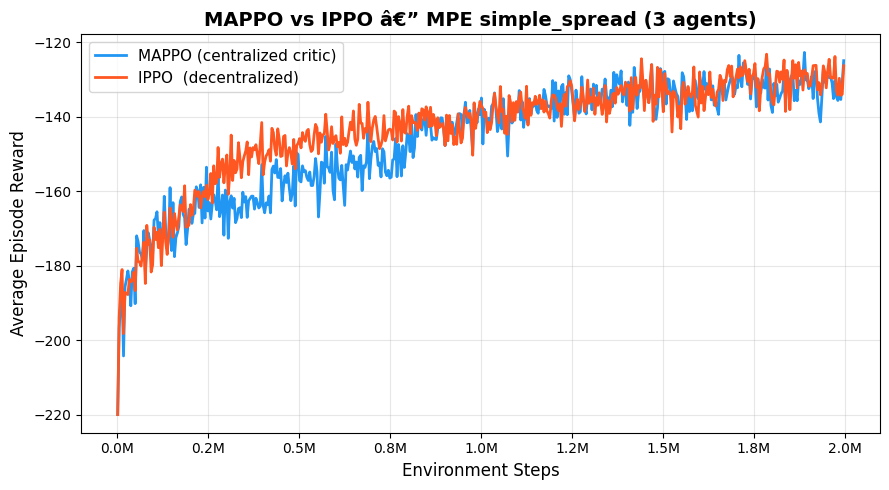 MAPPO vs IPPO â€” MPE simple_spread (3 agents)
MAPPO (centralized critic)
IPPO (decentralized)
Average Episode Reward
−120
−140
−160
−180
−200
−220
0.0M 0.2M 0.5M 0.8M 1.0M 1.2M 1.5M 1.8M 2.0M
Environment Steps